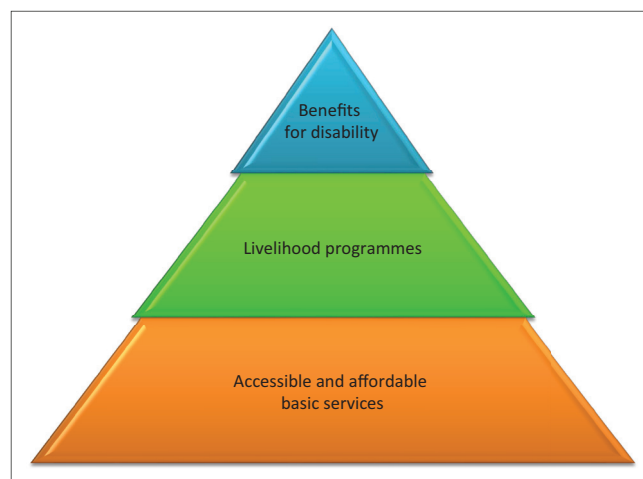 Benefits
for disability
Livelihood programmes
Accessible and affordable
basic services